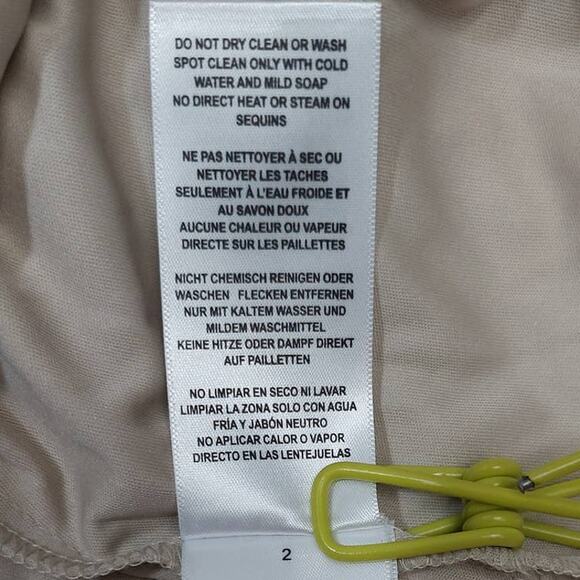 DO NOT DRY CLEAN OR WASH
SPOT CLEAN ONLY WITH COLD
WATER AND MILD SOAP
NO DIRECT HEAT OR STEAM ON
SEQUINS
NE PAS NETTOYER À SEC OU
NETTOYER LES TACHES
SEULEMENT À L'EAU FROIDE ET
AU SAVON DOUX
AUCUNE CHALEUR OU VAPEUR
DIRECTE SUR LES PAILLETTES
NICHT CHEMISCH REINIGEN ODER
WASCHEN FLECKEN ENTFERNEN
NUR MIT KALTEM WASSER UND
MILDEM WASCHMITTEL
KEINE HITZE ODER DAMPF DIREKT
AUF PAILLETTEN
NO LIMPIAR EN SECO NI LAVAR
LIMPIAR LA ZONA SOLO CON AGUA
FRÍA Y JABÓN NEUTRO
NO APLICAR CALOR O VAPOR
DIRECTO EN LAS LENTEJUELAS
2